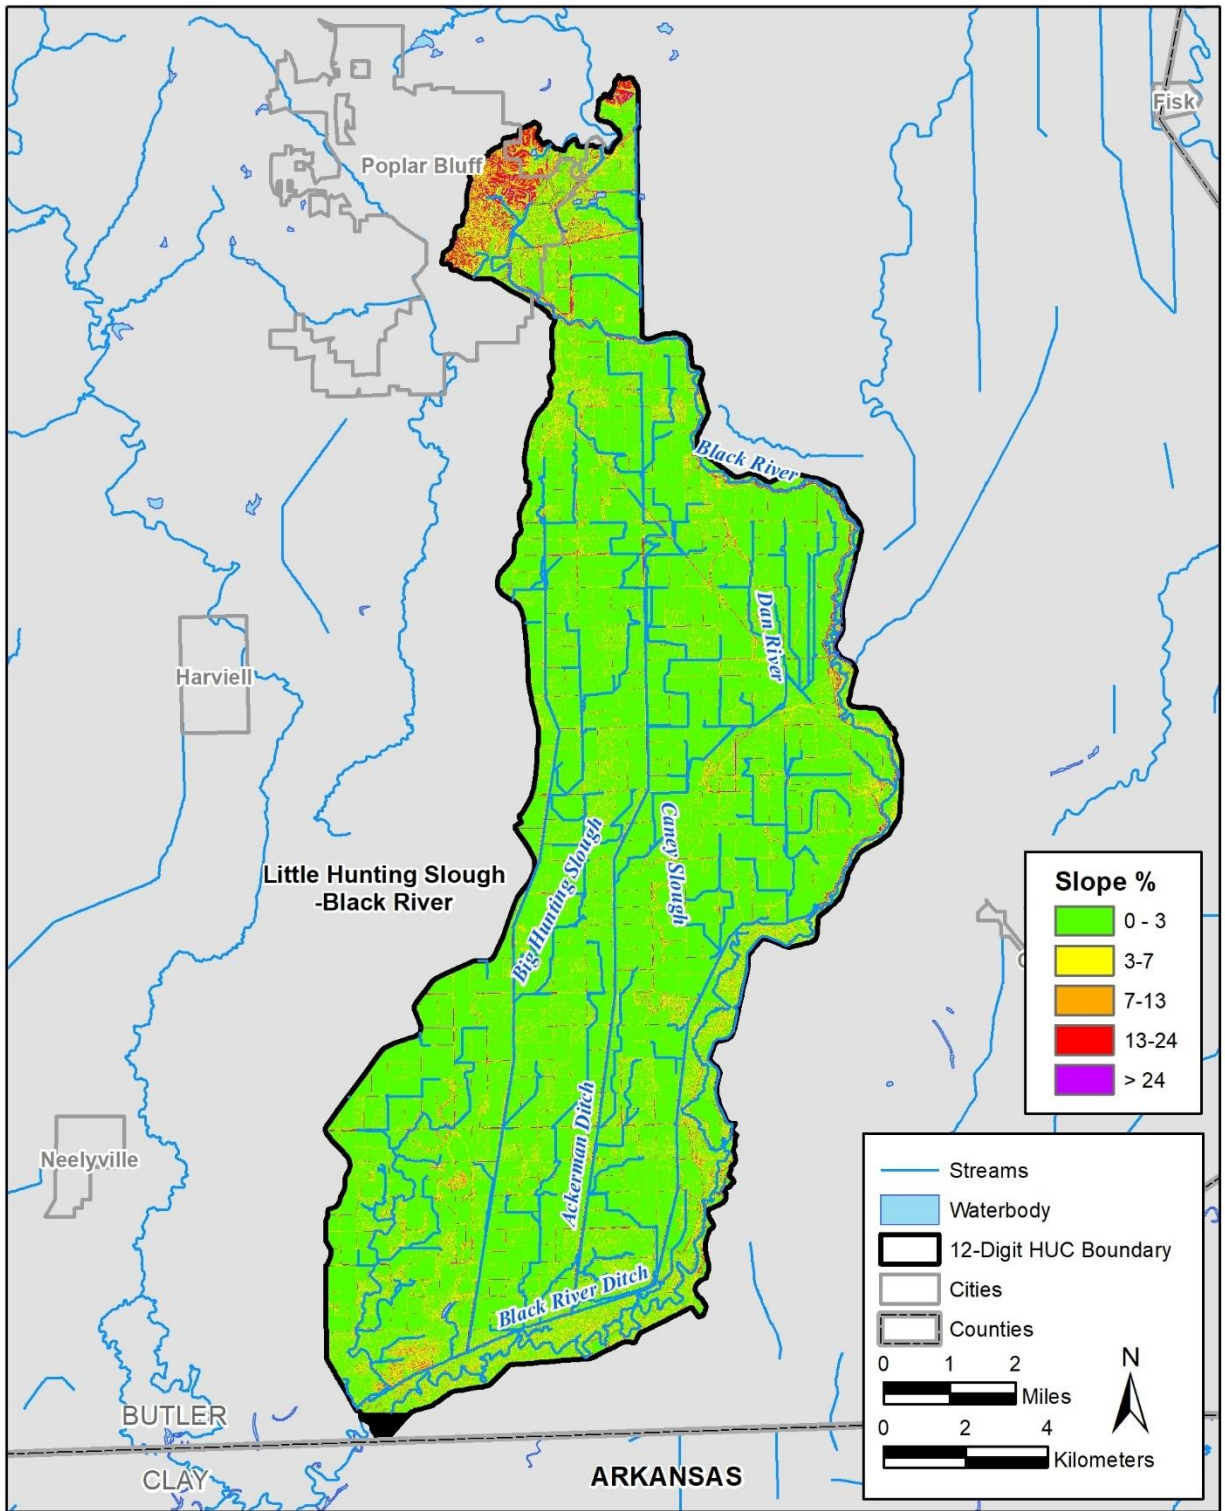 Fisk
Poplar Bluff
Black River
Dan River
Harviell
Caney Slough
Big Hunting Slough
Little Hunting Slough
-Black River
Slope %
0 - 3
3-7
7-13
13-24
> 24
Ackerman Ditch
Neelyville
Black River Ditch
Streams
Waterbody
12-Digit HUC Boundary
Cities
Counties
0 1 2
Miles
0 2 4
Kilometers
N
BUTLER
CLAY
ARKANSAS